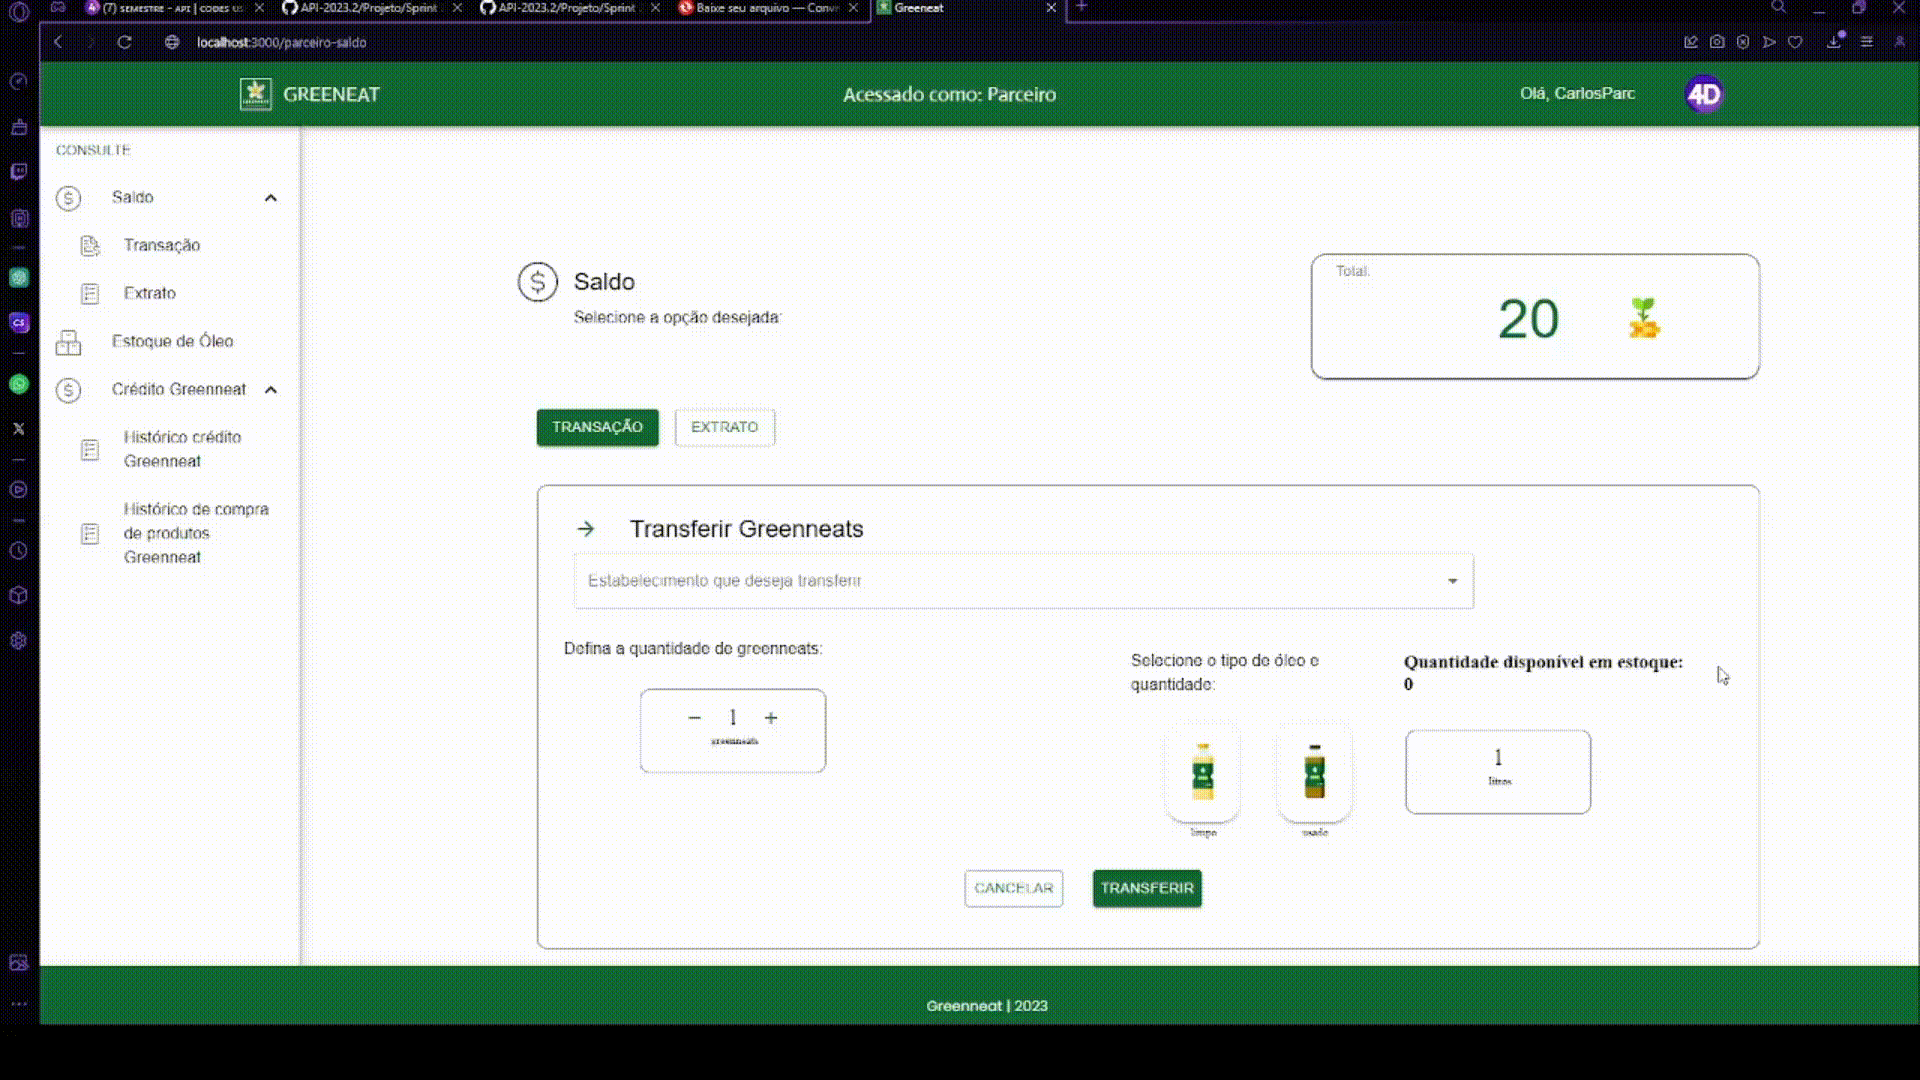 (7) SEMESTRE - API | CODES US
API-2023.2/Projeto/Sprint
API-2023.2/Projeto/Sprint
Baixe seu arquivo — Conv
Greeneat
localhost:3000/parceiro-saldo
GREENEAT
Acessado como: Parceiro
Olá, CarlosParc
4D
CONSULTE
Saldo
Transação
Extrato
Estoque de Óleo
Crédito Greenneat
Histórico crédito
Greenneat
Histórico de compra
de produtos
Greenneat
Saldo
Selecione a opção desejada:
Total:
20
TRANSAÇÃO
EXTRATO
Transferir Greenneats
Estabelecimento que deseja transferir
Defina a quantidade de greenneats:
1
greenneats
Selecione o tipo de óleo e
quantidade:
limpo
usado
Quantidade disponível em estoque:
0
1
litros
CANCELAR
TRANSFERIR
Greenneat | 2023